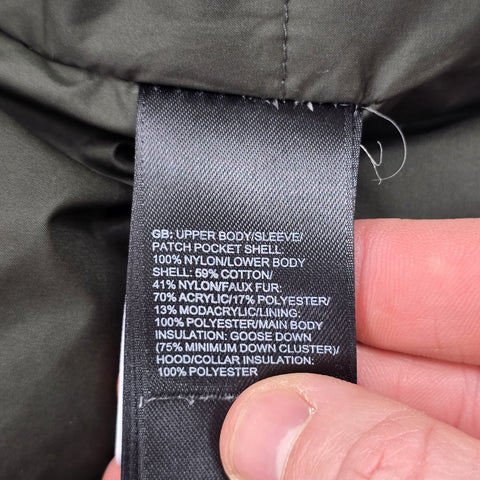 GB: UPPER BODY/SLEEVE/
PATCH POCKET SHELL:
100% NYLON/LOWER BODY
SHELL: 59% COTTON/
41% NYLON/FAUX FUR:
70% ACRYLIC/17% POLYESTER/
13% MODACRYLIC/LINING:
100% POLYESTER/MAIN BODY
INSULATION: GOOSE DOWN
(75% MINIMUM DOWN CLUSTER)/
HOOD/COLLAR INSULATION:
100% POLYESTER